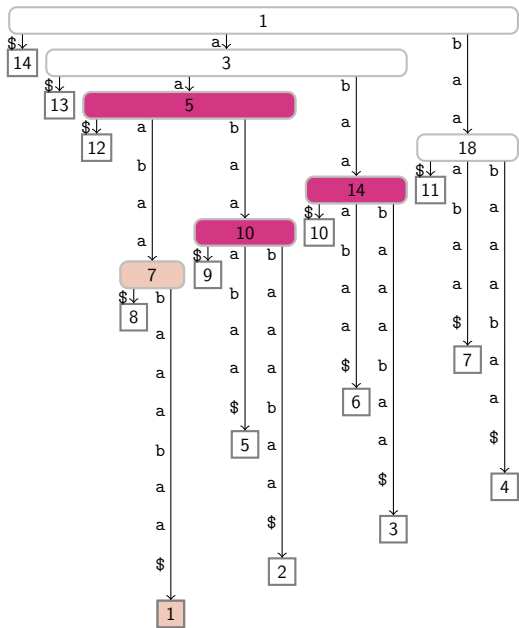 1
$ a b
14 3 a
$ a b a
13 5 a
$ a b 18
12 b a a $ a b
a 14 11 b a
a a 10 $ a b a a
7 $ a b 10 b a a a
$ b 9 b a a a $ b
8 a a a a b 7 a
a a b $ a a
a $ a 6 a $
b 5 a $ 4
a $ 3
a 2
$
1